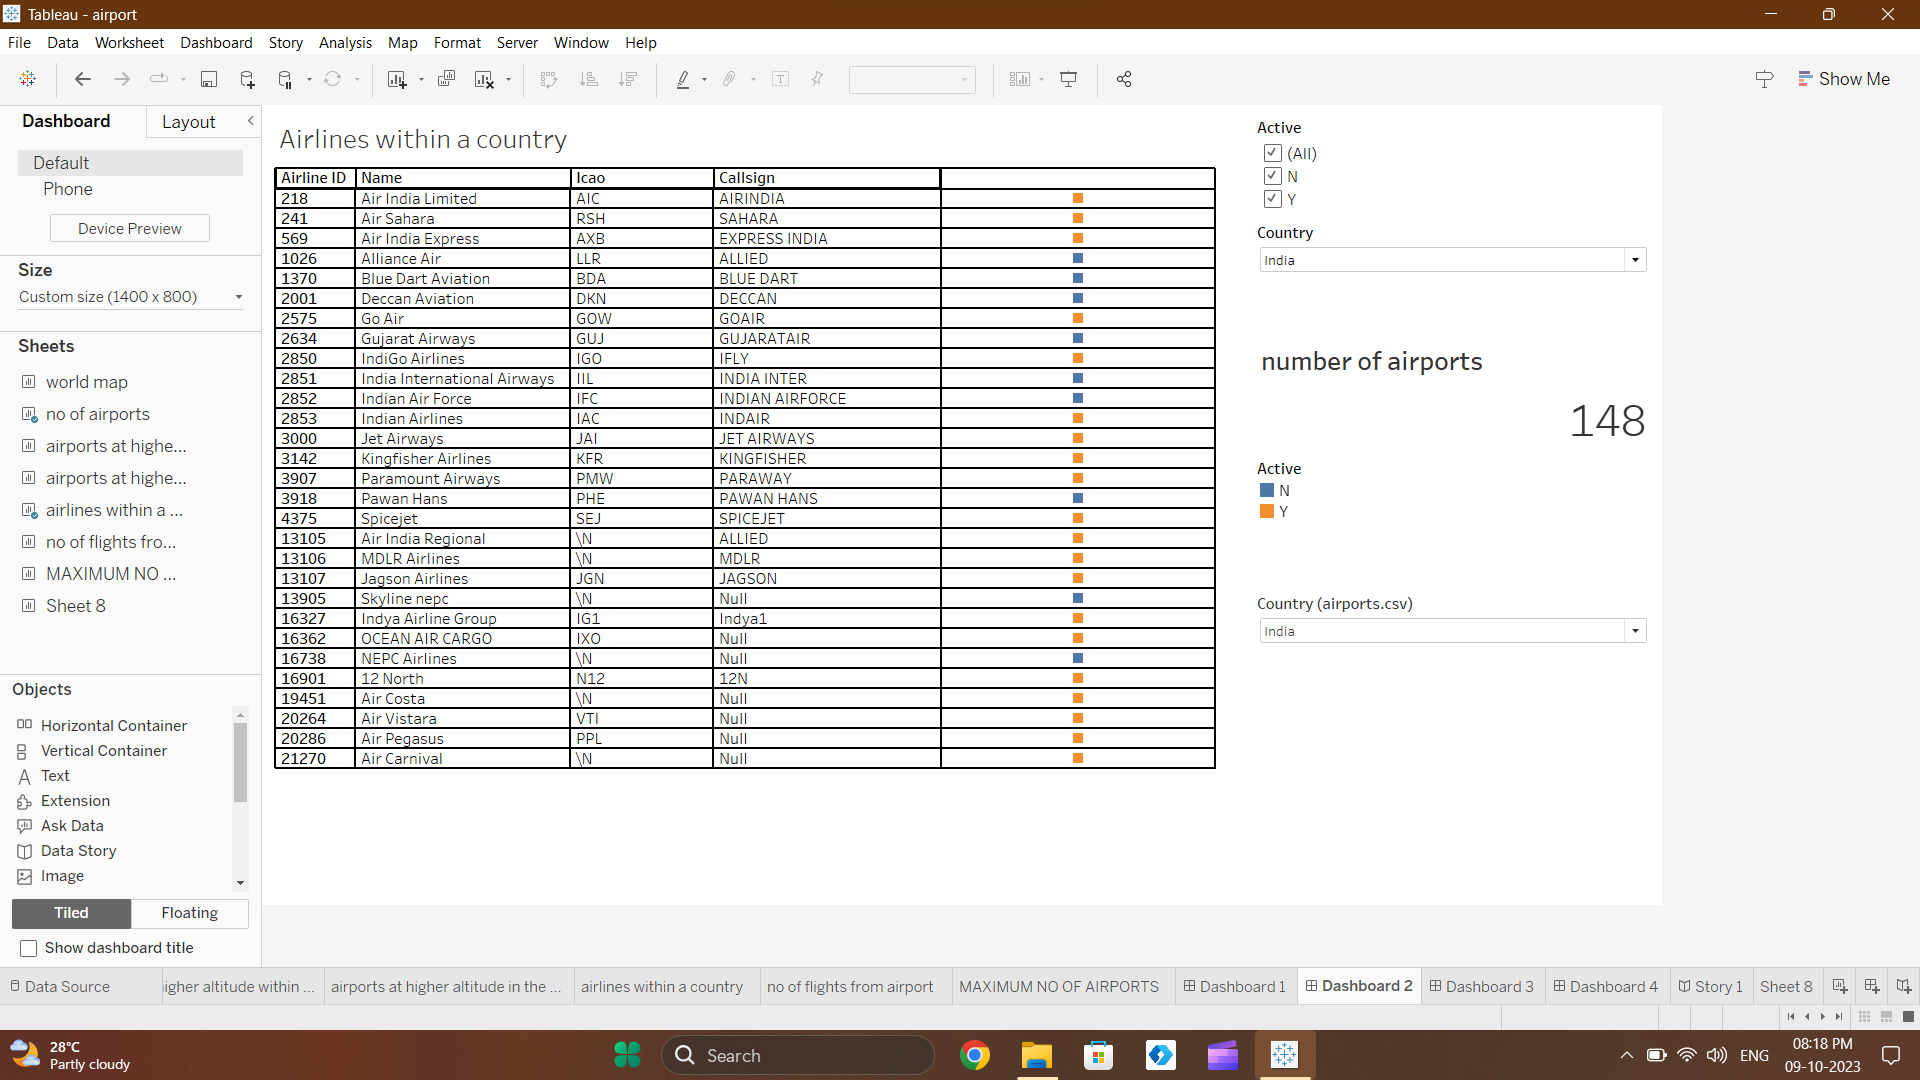 Tableau - airport
File Data Worksheet Dashboard Story Analysis Map Format Server Window Help
Show Me
Dashboard Layout
Default
Phone
Device Preview
Size
Custom size (1400 x 800)
Sheets
world map
no of airports
airports at highe...
airports at highe...
airlines within a ...
no of flights fro...
MAXIMUM NO ...
Sheet 8
Objects
Horizontal Container
Vertical Container
Text
Extension
Ask Data
Data Story
Image
Tiled Floating
Show dashboard title
Airlines within a country
Airline ID Name Icao Callsign
218 Air India Limited AIC AIRINDIA
241 Air Sahara RSH SAHARA
569 Air India Express AXB EXPRESS INDIA
1026 Alliance Air LLR ALLIED
1370 Blue Dart Aviation BDA BLUE DART
2001 Deccan Aviation DKN DECCAN
2575 Go Air GOW GOAIR
2634 Gujarat Airways GUJ GUJARATAIR
2850 IndiGo Airlines IGO IFLY
2851 India International Airways IIL INDIA INTER
2852 Indian Air Force IFC INDIAN AIRFORCE
2853 Indian Airlines IAC INDAIR
3000 Jet Airways JAI JET AIRWAYS
3142 Kingfisher Airlines KFR KINGFISHER
3907 Paramount Airways PMW PARAWAY
3918 Pawan Hans PHE PAWAN HANS
4375 Spicejet SEJ SPICEJET
13105 Air India Regional \N ALLIED
13106 MDLR Airlines \N MDLR
13107 Jagson Airlines JGN JAGSON
13905 Skyline nepc \N Null
16327 Indya Airline Group IG1 Indya1
16362 OCEAN AIR CARGO IXO Null
16738 NEPC Airlines \N Null
16901 12 North N12 12N
19451 Air Costa \N Null
20264 Air Vistara VTI Null
20286 Air Pegasus PPL Null
21270 Air Carnival \N Null
Active
(All)
N
Y
Country
India
number of airports
148
Active
N
Y
Country (airports.csv)
India
Data Source igher altitude within ... airports at higher altitude in the ... airlines within a country no of flights from airport MAXIMUM NO OF AIRPORTS Dashboard 1 Dashboard 2 Dashboard 3 Dashboard 4 Story 1 Sheet 8
28°C
Partly cloudy
Search
ENG
08:18 PM
09-10-2023